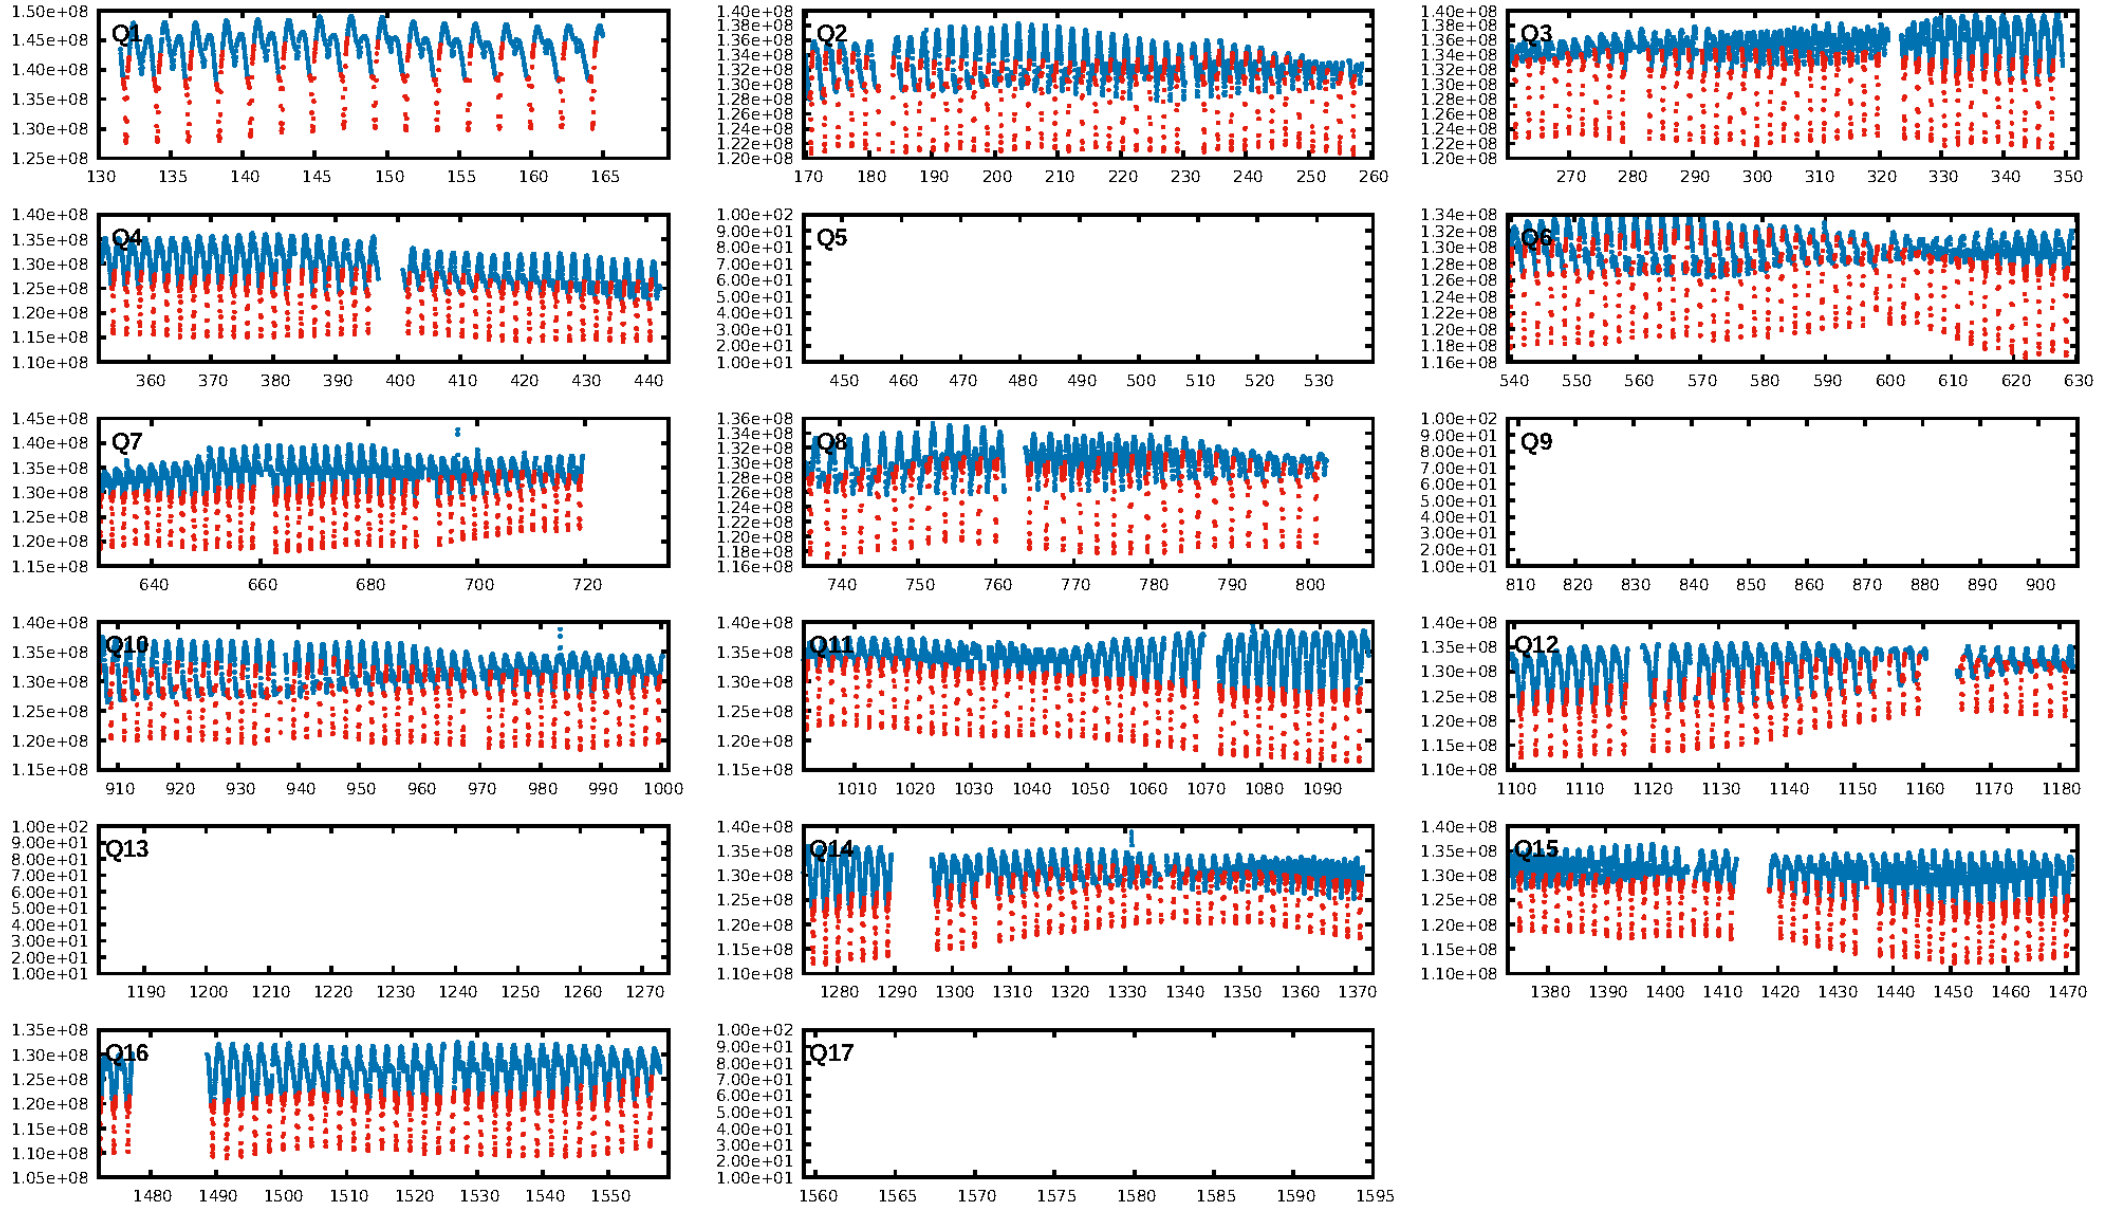 1.50e+08 1.45e+08 1.40e+08 1.35e+08 1.30e+08 1.25e+08
Q1
130 135 140 145 150 155 160 165
1.40e+08 1.38e+08 1.36e+08 1.34e+08 1.32e+08 1.30e+08 1.28e+08 1.26e+08 1.24e+08 1.22e+08 1.20e+08
Q2
170 180 190 200 210 220 230 240 250 260
1.40e+08 1.38e+08 1.36e+08 1.34e+08 1.32e+08 1.30e+08 1.28e+08 1.26e+08 1.24e+08 1.22e+08 1.20e+08
Q3
270 280 290 300 310 320 330 340 350
1.40e+08 1.35e+08 1.30e+08 1.25e+08 1.20e+08 1.15e+08 1.10e+08
Q4
360 370 380 390 400 410 420 430 440
1.00e+02 9.00e+01 8.00e+01 7.00e+01 6.00e+01 5.00e+01 4.00e+01 3.00e+01 2.00e+01 1.00e+01
Q5
450 460 470 480 490 500 510 520 530
1.34e+08 1.32e+08 1.30e+08 1.28e+08 1.26e+08 1.24e+08 1.22e+08 1.20e+08 1.18e+08 1.16e+08
Q6
540 550 560 570 580 590 600 610 620 630
1.45e+08 1.40e+08 1.35e+08 1.30e+08 1.25e+08 1.20e+08 1.15e+08
Q7
640 660 680 700 720
1.36e+08 1.34e+08 1.32e+08 1.30e+08 1.28e+08 1.26e+08 1.24e+08 1.22e+08 1.20e+08 1.18e+08 1.16e+08
Q8
740 750 760 770 780 790 800
1.00e+02 9.00e+01 8.00e+01 7.00e+01 6.00e+01 5.00e+01 4.00e+01 3.00e+01 2.00e+01 1.00e+01
Q9
810 820 830 840 850 860 870 880 890 900
1.40e+08 1.35e+08 1.30e+08 1.25e+08 1.20e+08 1.15e+08
Q10
910 920 930 940 950 960 970 980 990 1000
1.40e+08 1.35e+08 1.30e+08 1.25e+08 1.20e+08 1.15e+08
Q11
1010 1020 1030 1040 1050 1060 1070 1080 1090
1.40e+08 1.35e+08 1.30e+08 1.25e+08 1.20e+08 1.15e+08 1.10e+08
Q12
1100 1110 1120 1130 1140 1150 1160 1170 1180
1.00e+02 9.00e+01 8.00e+01 7.00e+01 6.00e+01 5.00e+01 4.00e+01 3.00e+01 2.00e+01 1.00e+01
Q13
1190 1200 1210 1220 1230 1240 1250 1260 1270
1.40e+08 1.35e+08 1.30e+08 1.25e+08 1.20e+08 1.15e+08 1.10e+08
Q14
1280 1290 1300 1310 1320 1330 1340 1350 1360 1370
1.40e+08 1.35e+08 1.30e+08 1.25e+08 1.20e+08 1.15e+08 1.10e+08
Q15
1380 1390 1400 1410 1420 1430 1440 1450 1460 1470
1.35e+08 1.30e+08 1.25e+08 1.20e+08 1.15e+08 1.10e+08 1.05e+08
Q16
1480 1490 1500 1510 1520 1530 1540 1550
1.00e+02 9.00e+01 8.00e+01 7.00e+01 6.00e+01 5.00e+01 4.00e+01 3.00e+01 2.00e+01 1.00e+01
Q17
1560 1565 1570 1575 1580 1585 1590 1595